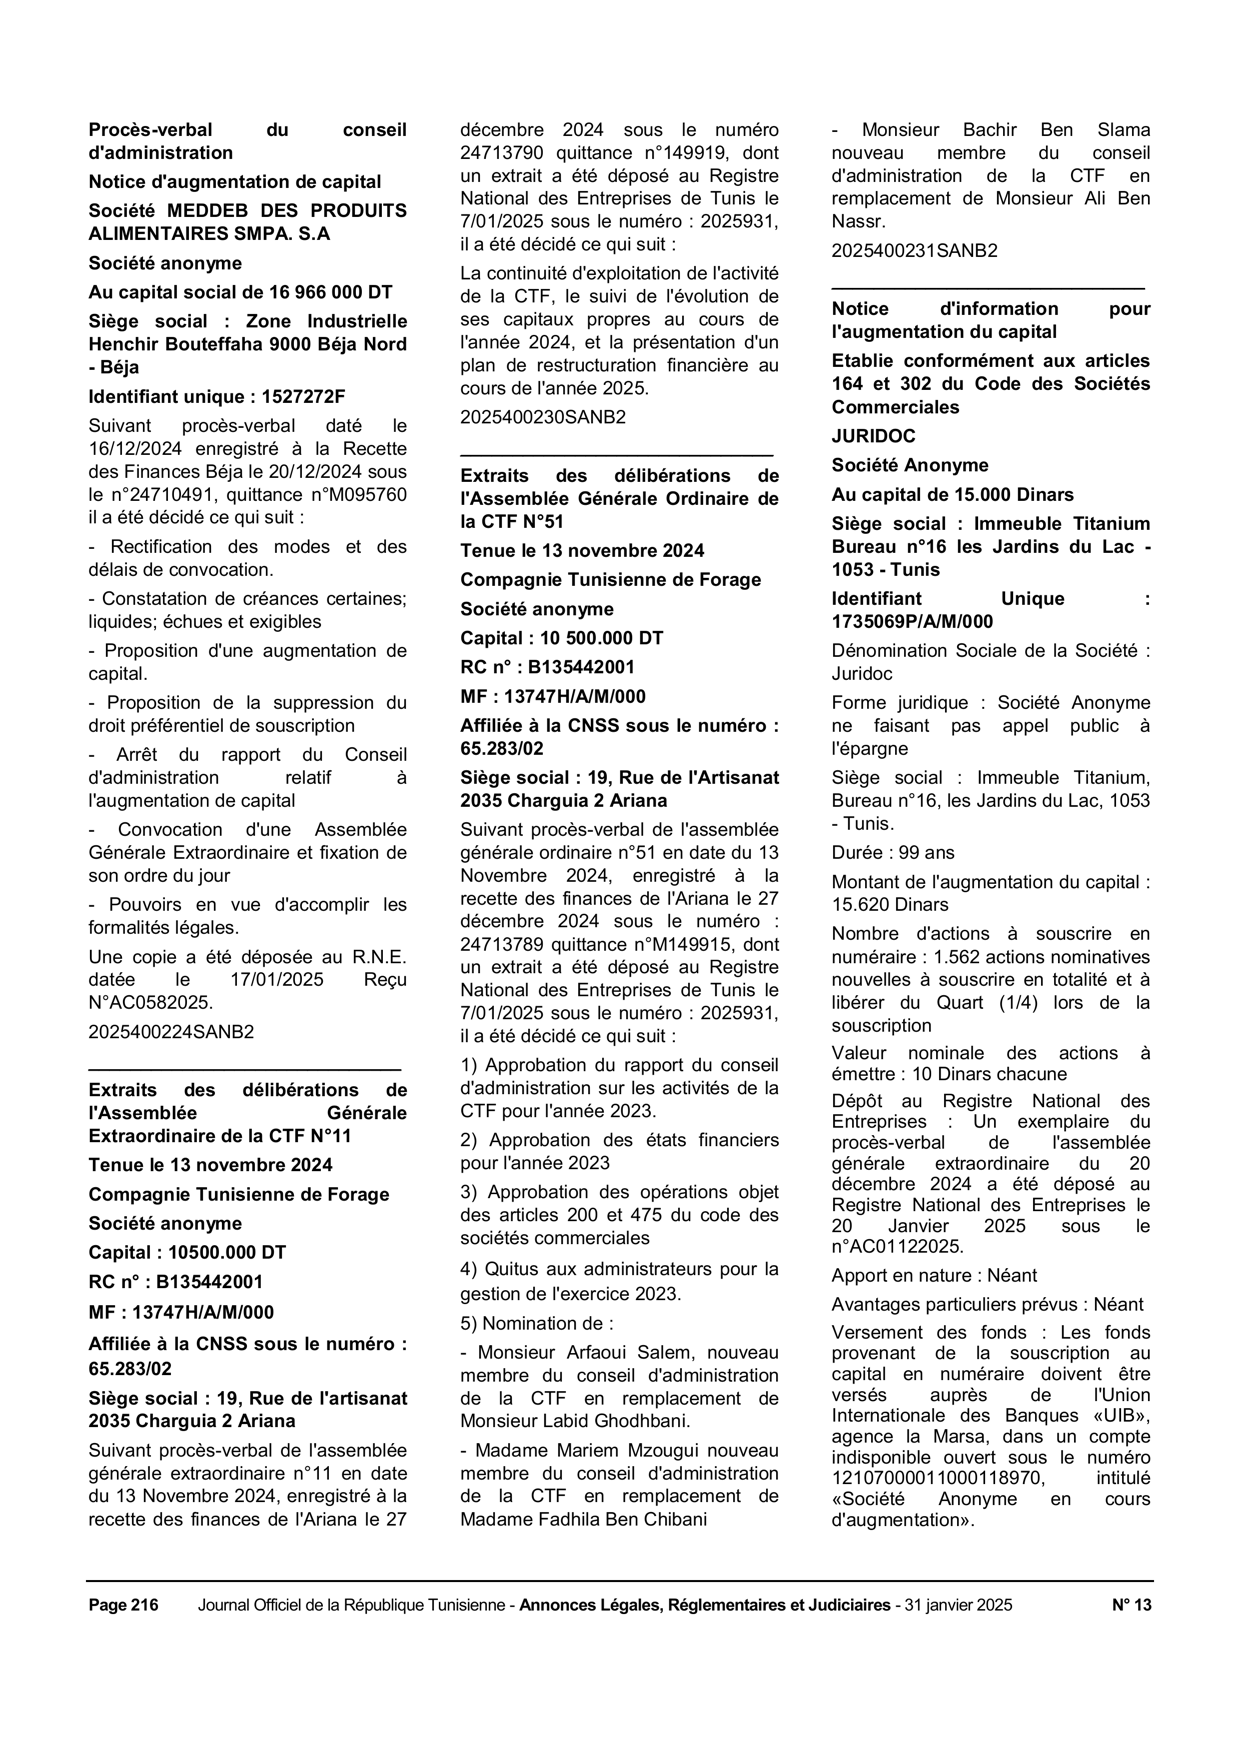 Procès-verbal du conseil
d'administration
Notice d'augmentation de capital
Société MEDDEB DES PRODUITS
ALIMENTAIRES SMPA. S.A
Société anonyme
Au capital social de 16 966 000 DT
Siège social : Zone Industrielle
Henchir Bouteffaha 9000 Béja Nord
- Béja
Identifiant unique : 1527272F
Suivant procès-verbal daté le
16/12/2024 enregistré à la Recette
des Finances Béja le 20/12/2024 sous
le n°24710491, quittance n°M095760
il a été décidé ce qui suit :
- Rectification des modes et des
délais de convocation.
- Constatation de créances certaines;
liquides; échues et exigibles
- Proposition d'une augmentation de
capital.
- Proposition de la suppression du
droit préférentiel de souscription
- Arrêt du rapport du Conseil
d'administration relatif à
l'augmentation de capital
- Convocation d'une Assemblée
Générale Extraordinaire et fixation de
son ordre du jour
- Pouvoirs en vue d'accomplir les
formalités légales.
Une copie a été déposée au R.N.E.
datée le 17/01/2025 Reçu
N°AC0582025.
2025400224SANB2
Extraits des délibérations de
l'Assemblée Générale
Extraordinaire de la CTF N°11
Tenue le 13 novembre 2024
Compagnie Tunisienne de Forage
Société anonyme
Capital : 10500.000 DT
RC n° : B135442001
MF : 13747H/A/M/000
Affiliée à la CNSS sous le numéro :
65.283/02
Siège social : 19, Rue de l'artisanat
2035 Charguia 2 Ariana
Suivant procès-verbal de l'assemblée
générale extraordinaire n°11 en date
du 13 Novembre 2024, enregistré à la
recette des finances de l'Ariana le 27
décembre 2024 sous le numéro
24713790 quittance n°149919, dont
un extrait a été déposé au Registre
National des Entreprises de Tunis le
7/01/2025 sous le numéro : 2025931,
il a été décidé ce qui suit :
La continuité d'exploitation de l'activité
de la CTF, le suivi de l'évolution de
ses capitaux propres au cours de
l'année 2024, et la présentation d'un
plan de restructuration financière au
cours de l'année 2025.
2025400230SANB2
Extraits des délibérations de
l'Assemblée Générale Ordinaire de
la CTF N°51
Tenue le 13 novembre 2024
Compagnie Tunisienne de Forage
Société anonyme
Capital : 10 500.000 DT
RC n° : B135442001
MF : 13747H/A/M/000
Affiliée à la CNSS sous le numéro :
65.283/02
Siège social : 19, Rue de l'Artisanat
2035 Charguia 2 Ariana
Suivant procès-verbal de l'assemblée
générale ordinaire n°51 en date du 13
Novembre 2024, enregistré à la
recette des finances de l'Ariana le 27
décembre 2024 sous le numéro :
24713789 quittance n°M149915, dont
un extrait a été déposé au Registre
National des Entreprises de Tunis le
7/01/2025 sous le numéro : 2025931,
il a été décidé ce qui suit :
1) Approbation du rapport du conseil
d'administration sur les activités de la
CTF pour l'année 2023.
2) Approbation des états financiers
pour l'année 2023
3) Approbation des opérations objet
des articles 200 et 475 du code des
sociétés commerciales
4) Quitus aux administrateurs pour la
gestion de l'exercice 2023.
5) Nomination de :
- Monsieur Arfaoui Salem, nouveau
membre du conseil d'administration
de la CTF en remplacement de
Monsieur Labid Ghodhbani.
- Madame Mariem Mzougui nouveau
membre du conseil d'administration
de la CTF en remplacement de
Madame Fadhila Ben Chibani
- Monsieur Bachir Ben Slama
nouveau membre du conseil
d'administration de la CTF en
remplacement de Monsieur Ali Ben
Nassr.
2025400231SANB2
Notice d'information pour
l'augmentation du capital
Etablie conformément aux articles
164 et 302 du Code des Sociétés
Commerciales
JURIDOC
Société Anonyme
Au capital de 15.000 Dinars
Siège social : Immeuble Titanium
Bureau n°16 les Jardins du Lac -
1053 - Tunis
Identifiant Unique :
1735069P/A/M/000
Dénomination Sociale de la Société :
Juridoc
Forme juridique : Société Anonyme
ne faisant pas appel public à
l'épargne
Siège social : Immeuble Titanium,
Bureau n°16, les Jardins du Lac, 1053
- Tunis.
Durée : 99 ans
Montant de l'augmentation du capital :
15.620 Dinars
Nombre d'actions à souscrire en
numéraire : 1.562 actions nominatives
nouvelles à souscrire en totalité et à
libérer du Quart (1/4) lors de la
souscription
Valeur nominale des actions à
émettre : 10 Dinars chacune
Dépôt au Registre National des
Entreprises : Un exemplaire du
procès-verbal de l'assemblée
générale extraordinaire du 20
décembre 2024 a été déposé au
Registre National des Entreprises le
20 Janvier 2025 sous le
n°AC01122025.
Apport en nature : Néant
Avantages particuliers prévus : Néant
Versement des fonds : Les fonds
provenant de la souscription au
capital en numéraire doivent être
versés auprès de l'Union
Internationale des Banques «UIB»,
agence la Marsa, dans un compte
indisponible ouvert sous le numéro
12107000011000118970, intitulé
«Société Anonyme en cours
d'augmentation».
Page 216 Journal Officiel de la République Tunisienne - Annonces Légales, Réglementaires et Judiciaires - 31 janvier 2025 N° 13